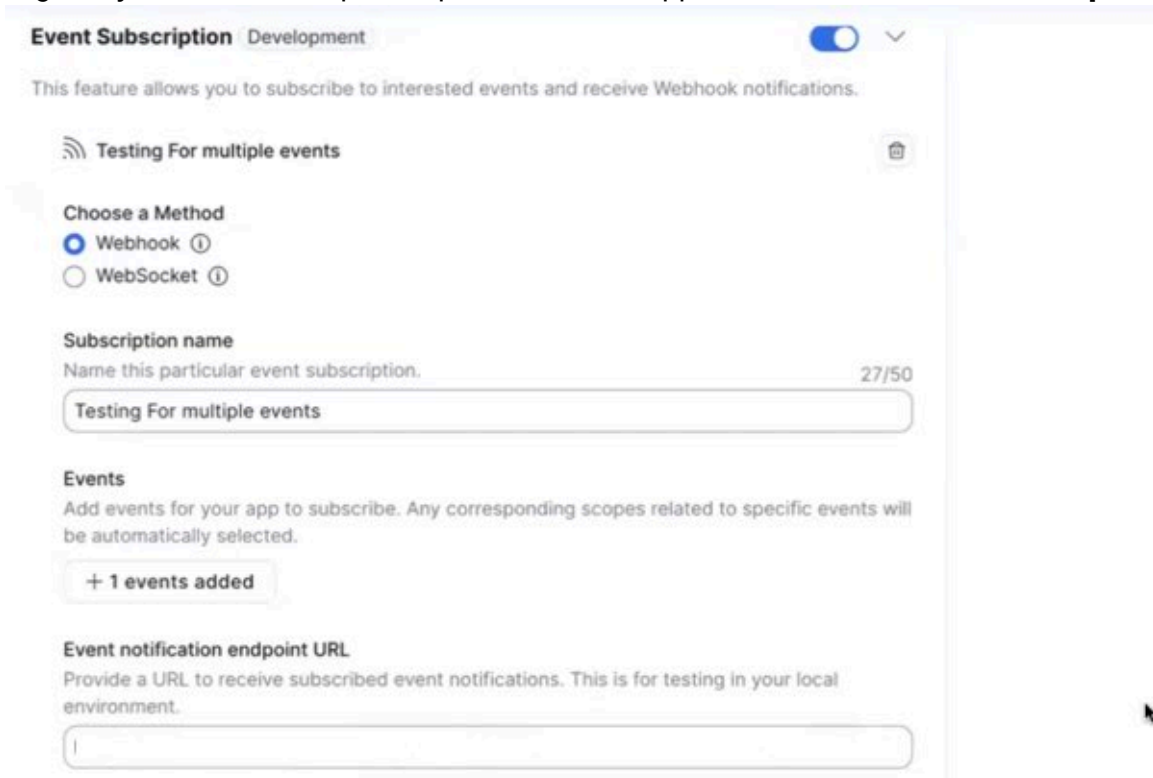 Event Subscription Development
This feature allows you to subscribe to interested events and receive Webhook notifications.
Testing For multiple events
Choose a Method
Webhook
WebSocket
Subscription name
Name this particular event subscription.
27/50
Testing For multiple events
Events
Add events for your app to subscribe. Any corresponding scopes related to specific events will
be automatically selected.
+ 1 events added
Event notification endpoint URL
Provide a URL to receive subscribed event notifications. This is for testing in your local
environment.